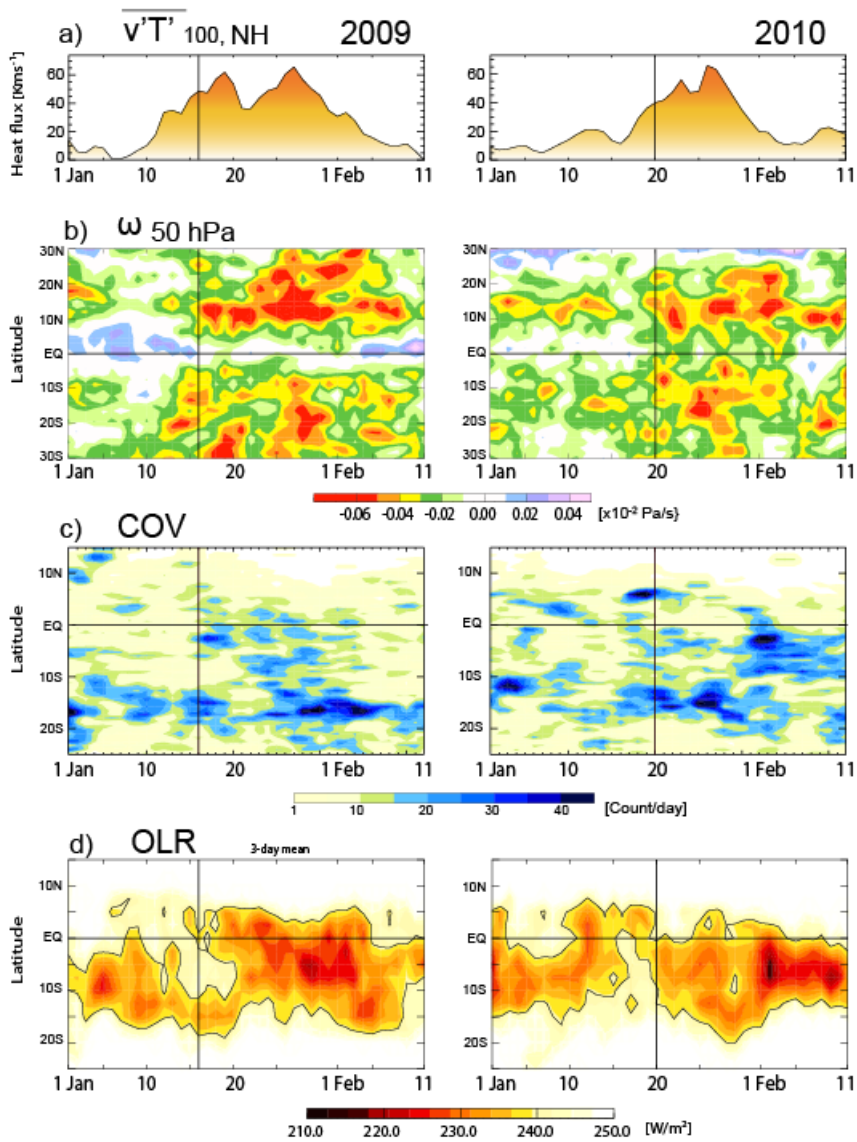 a) v'T' 100, NH 2009 2010
Heat flux [Kms⁻¹]
60
40
20
0
1 Jan 10 20 1 Feb 11
1 Jan 10 20 1 Feb 11
b) ω 50 hPa
Latitude
30N
20N
10N
EQ
10S
20S
30S
30N
20N
10N
EQ
10S
20S
30S
1 Jan 10 20 1 Feb 11
1 Jan 10 20 1 Feb 11
-0.06 -0.04 -0.02 0.00 0.02 0.04 [x10⁻² Pa/s}
c) COV
Latitude
10N
EQ
10S
20S
10N
EQ
10S
20S
1 Jan 10 20 1 Feb 11
1 Jan 10 20 1 Feb 11
1 10 20 30 40 [Count/day]
d) OLR 3-day mean
Latitude
10N
EQ
10S
20S
10N
EQ
10S
20S
1 Jan 10 20 1 Feb 11
1 Jan 10 20 1 Feb 11
210.0 220.0 230.0 240.0 250.0 [W/m²]